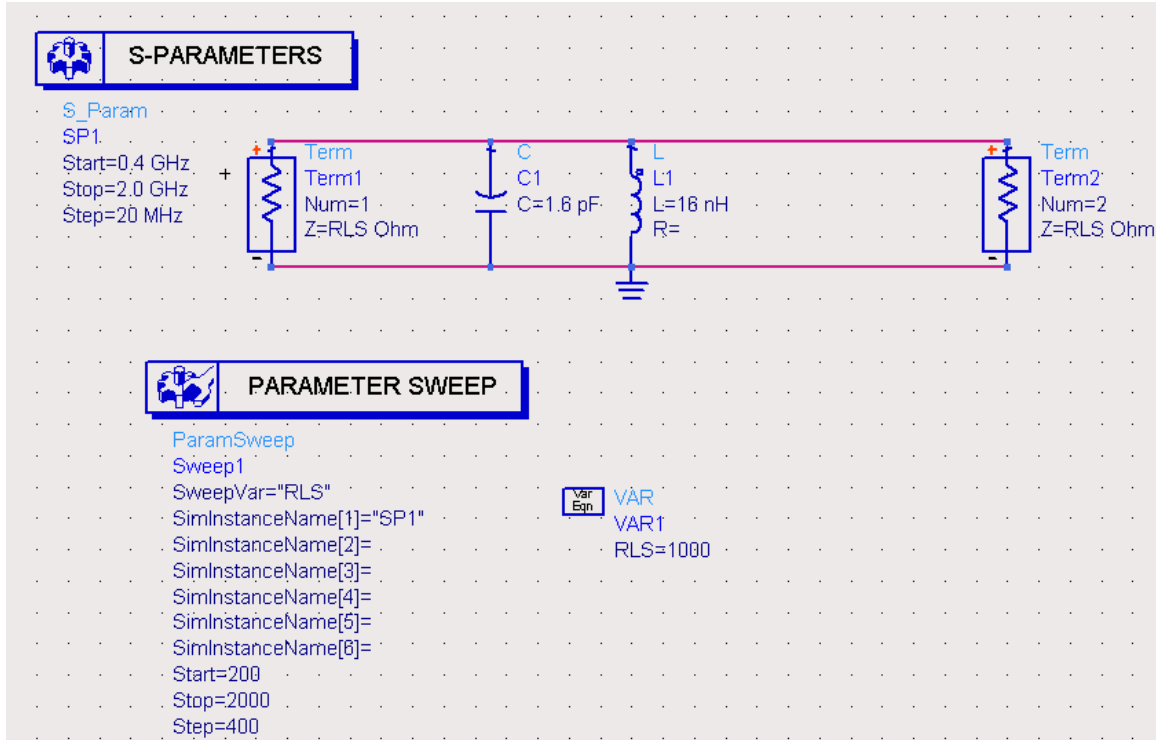 S-PARAMETERS
S_Param
SP1
Start=0.4 GHz
Stop=2.0 GHz
Step=20 MHz
+
+
Term
Term1
Num=1
Z=RLS Ohm
-
C
C1
C=1.6 pF
L
L1
L=16 nH
R=
+
Term
Term2
Num=2
Z=RLS Ohm
-
PARAMETER SWEEP
ParamSweep
Sweep1
SweepVar="RLS"
SimInstanceName[1]="SP1"
SimInstanceName[2]=
SimInstanceName[3]=
SimInstanceName[4]=
SimInstanceName[5]=
SimInstanceName[6]=
Start=200
Stop=2000
Step=400
Var
Eqn
VAR
VAR1
RLS=1000